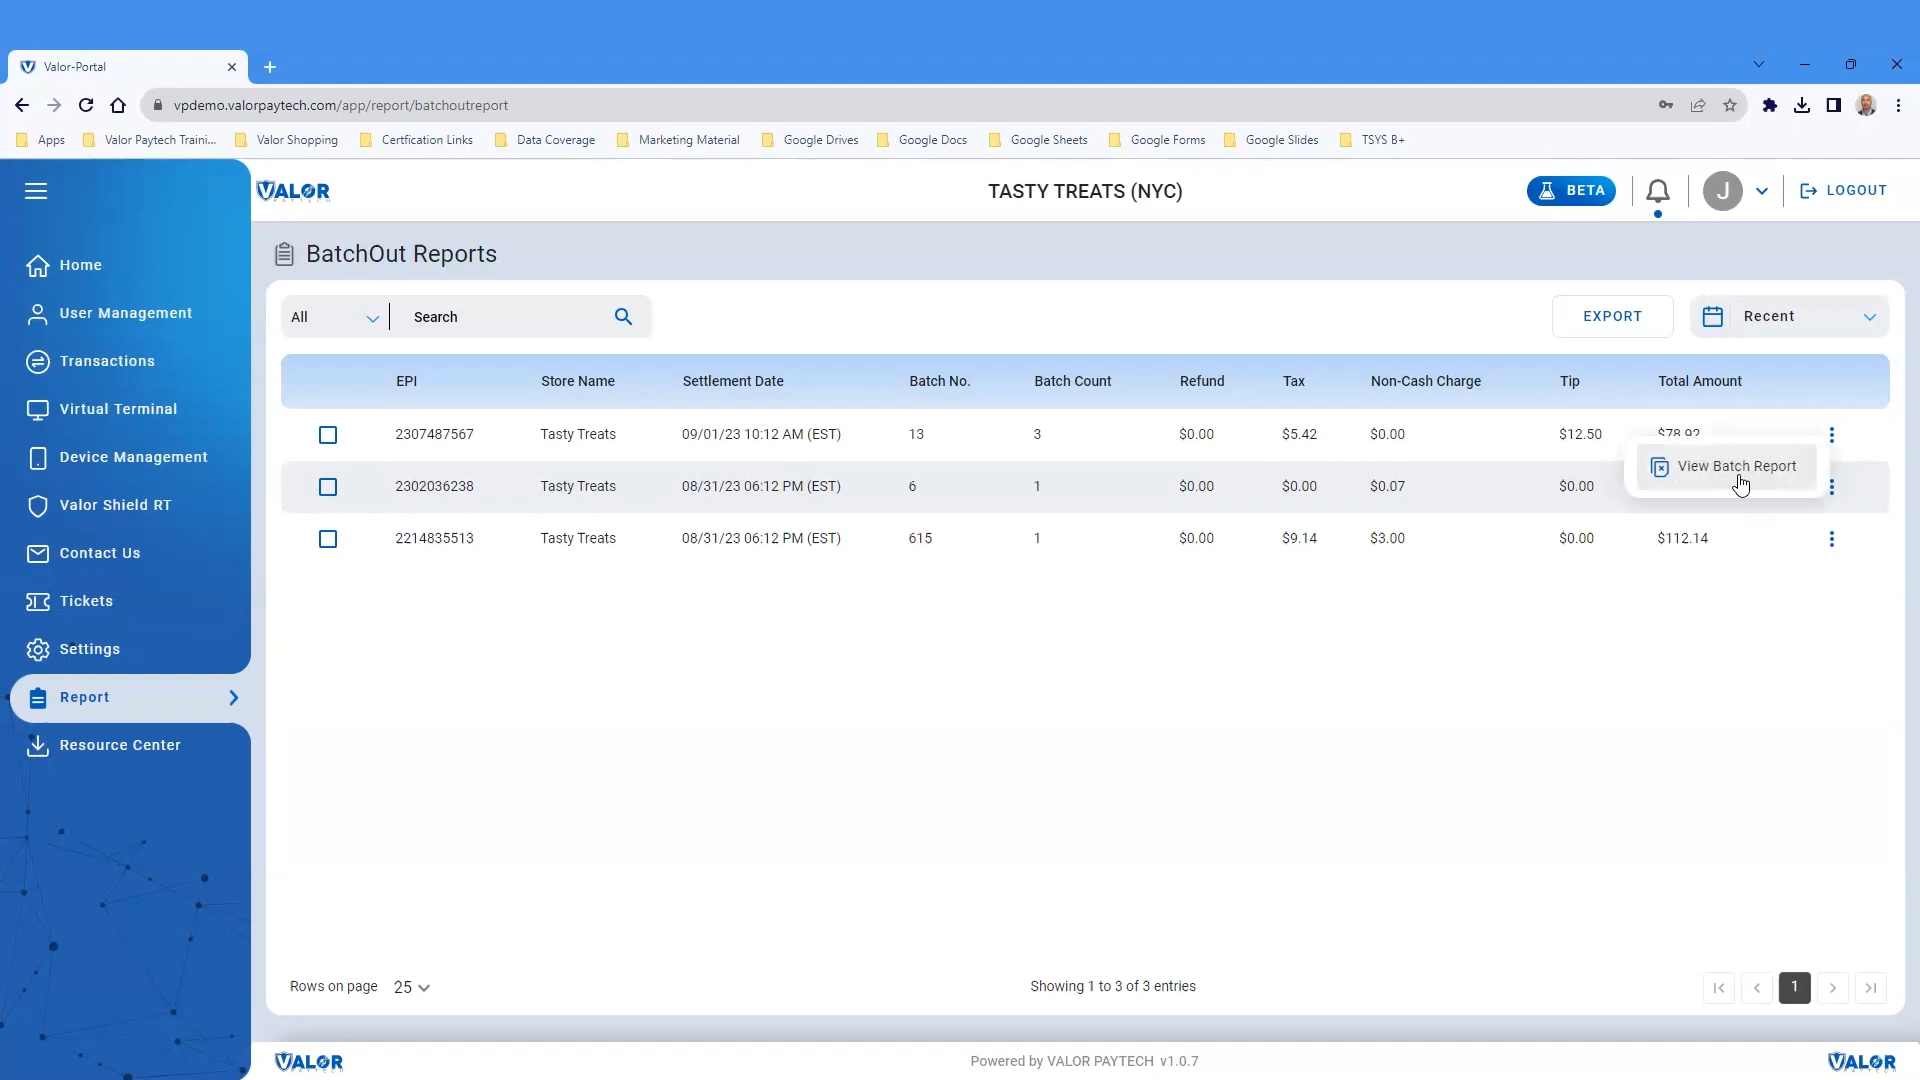 Valor-Portal
vpdemo.valorpaytech.com/app/report/batchoutreport
Apps Valor Paytech Traini... Valor Shopping Certfication Links Data Coverage Marketing Material Google Drives Google Docs Google Sheets Google Forms Google Slides TSYS B+
VALOR PAYTECH TASTY TREATS (NYC) BETA J LOGOUT
Home
User Management
Transactions
Virtual Terminal
Device Management
Valor Shield RT
Contact Us
Tickets
Settings
Report
Resource Center
BatchOut Reports
All Search EXPORT Recent
EPI Store Name Settlement Date Batch No. Batch Count Refund Tax Non-Cash Charge Tip Total Amount
2307487567 Tasty Treats 09/01/23 10:12 AM (EST) 13 3 $0.00 $5.42 $0.00 $12.50 $78.92
View Batch Report
2302036238 Tasty Treats 08/31/23 06:12 PM (EST) 6 1 $0.00 $0.00 $0.07 $0.00
2214835513 Tasty Treats 08/31/23 06:12 PM (EST) 615 1 $0.00 $9.14 $3.00 $0.00 $112.14
Rows on page 25 Showing 1 to 3 of 3 entries 1
VALOR PAYTECH Powered by VALOR PAYTECH v1.0.7 VALOR PAYTECH